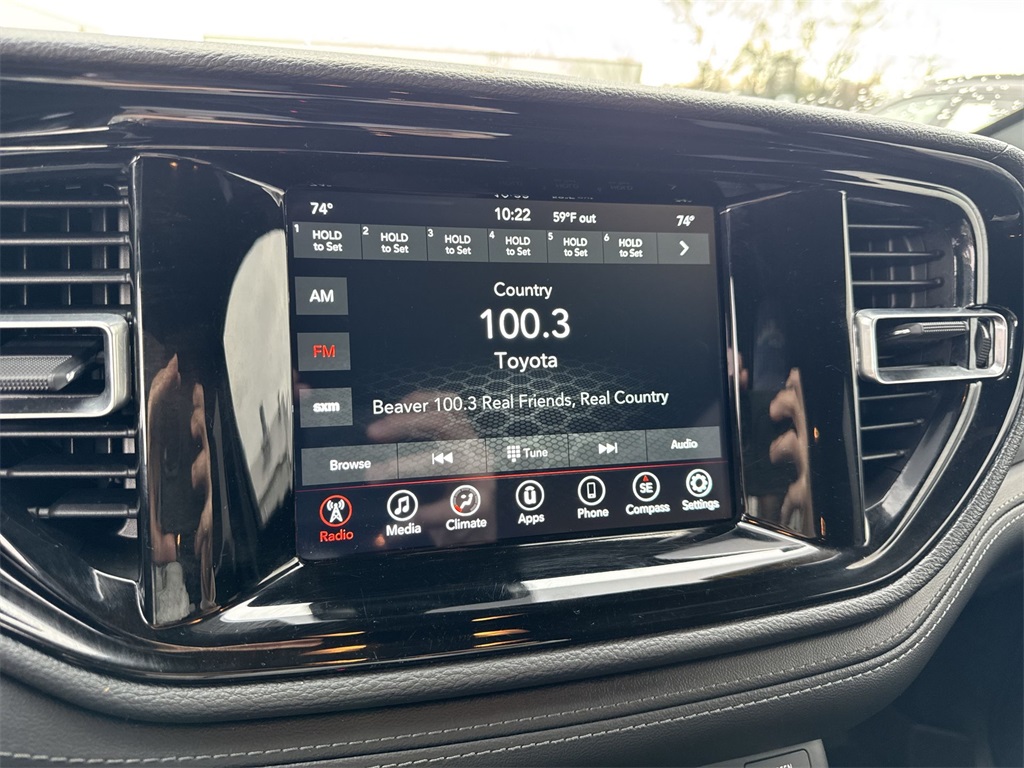 74° 10:22 59°F out 74°
1 HOLD to Set 2 HOLD to Set 3 HOLD to Set 4 HOLD to Set 5 HOLD to Set 6 HOLD to Set
AM
FM
sxm
Country
100.3
Toyota
Beaver 100.3 Real Friends, Real Country
Browse Tune Audio
Radio Media Climate Apps Phone SE Compass Settings